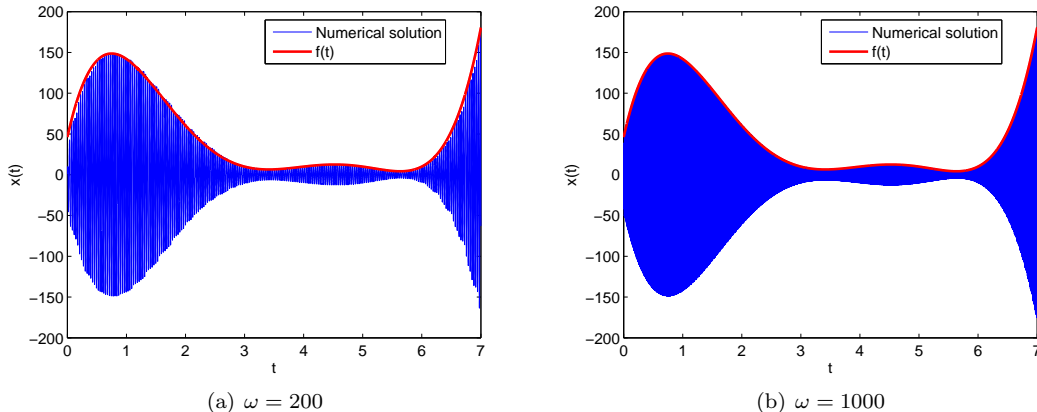 200
150
100
50
0
−50
−100
−150
−200
x(t)
0 1 2 3 4 5 6 7
t
Numerical solution
f(t)
(a) ω = 200
200
150
100
50
0
−50
−100
−150
−200
x(t)
0 1 2 3 4 5 6 7
t
Numerical solution
f(t)
(b) ω = 1000